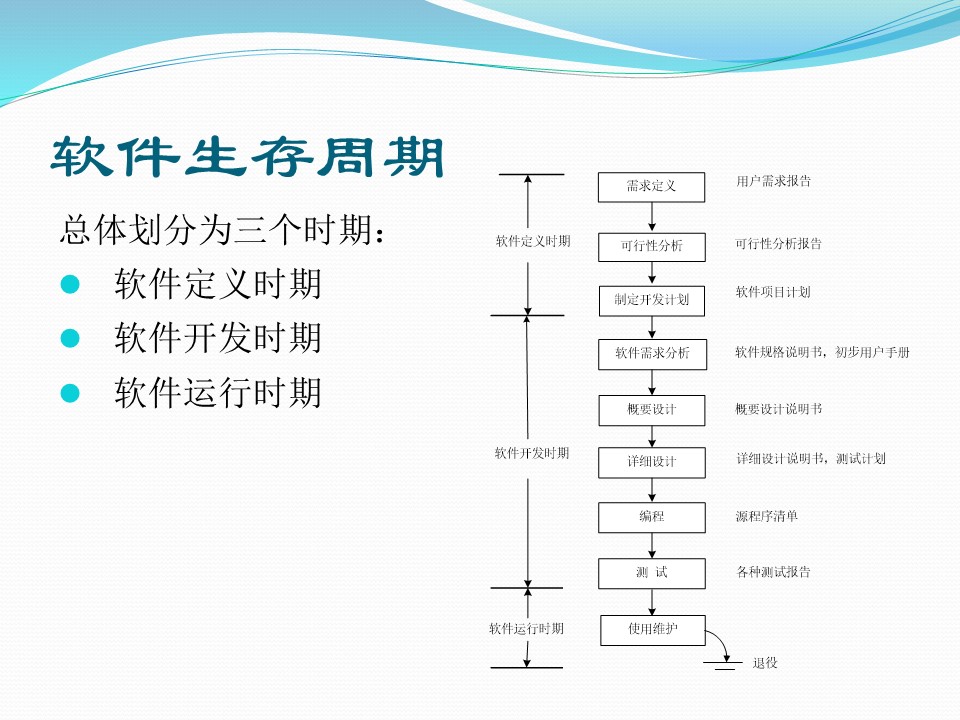 软件生存周期
总体划分为三个时期：
软件定义时期
软件开发时期
软件运行时期
需求定义 用户需求报告
软件定义时期 可行性分析 可行性分析报告
制定开发计划 软件项目计划
软件需求分析 软件规格说明书，初步用户手册
概要设计 概要设计说明书
软件开发时期 详细设计 详细设计说明书，测试计划
编程 源程序清单
测 试 各种测试报告
软件运行时期 使用维护
退役